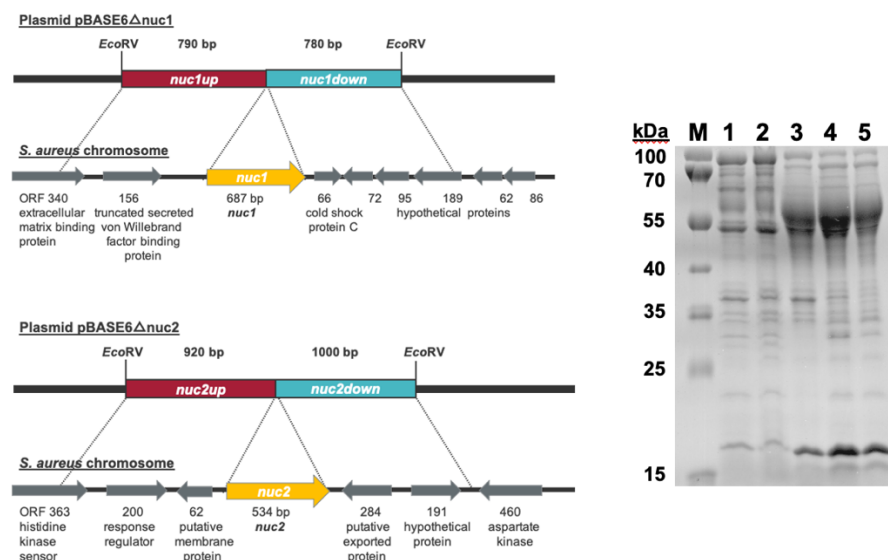 Plasmid pBASE6△nuc1
EcoRV 790 bp 780 bp EcoRV
nuc1up nuc1down
S. aureus chromosome
nuc1
ORF 340 156 687 bp 66 72 95 189 62 86
extracellular truncated secreted nuc1 cold shock hypothetical proteins
matrix binding von Willebrand protein C
protein factor binding
protein
Plasmid pBASE6△nuc2
EcoRV 920 bp 1000 bp EcoRV
nuc2up nuc2down
S. aureus chromosome
nuc2
ORF 363 200 62 534 bp 284 191 460
histidine response putative nuc2 putative hypothetical aspartate
kinase regulator membrane exported protein kinase
sensor protein protein
kDa M 1 2 3 4 5
100
70
55
40
35
25
15